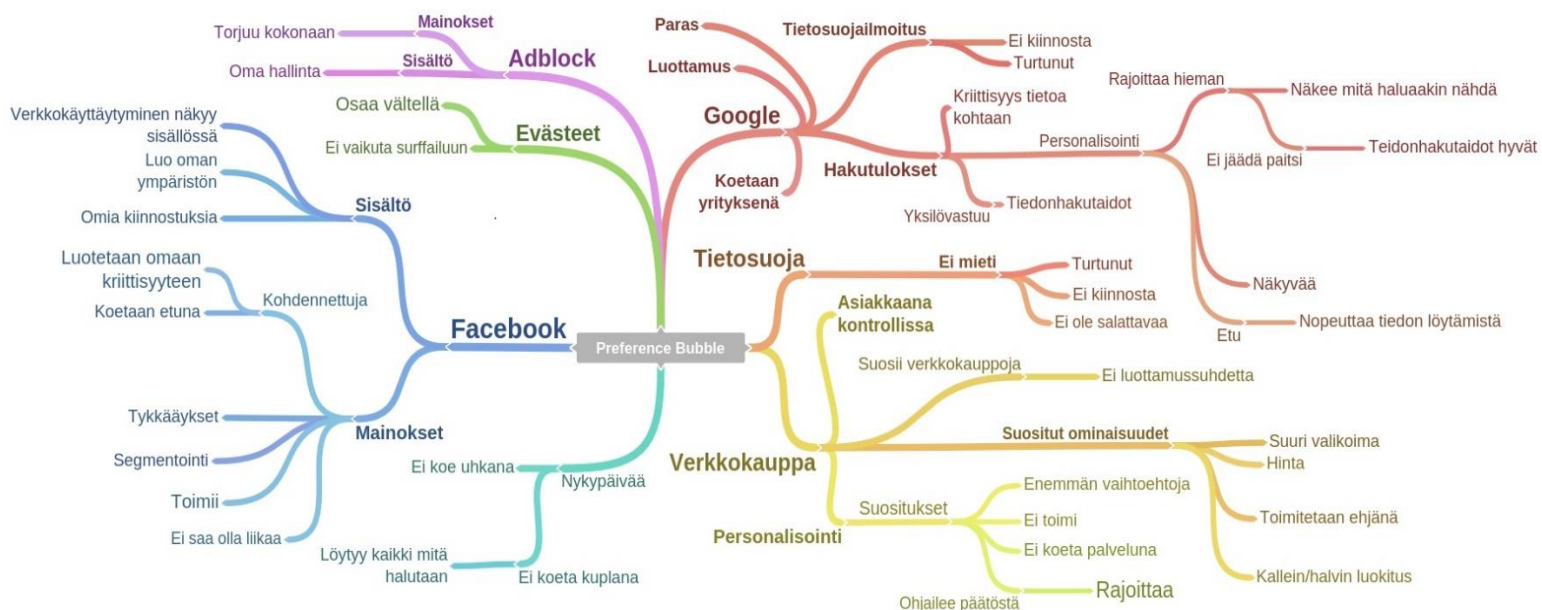 Preference Bubble
Adblock
Mainokset
Torjuu kokonaan
Sisältö
Oma hallinta
Evästeet
Osaa vältellä
Ei vaikuta surffailuun
Facebook
Sisältö
Verkkokäyttäytyminen näkyy
sisällössä
Luo oman
ympäristön
Omia kiinnostuksia
Mainokset
Kohdennettuja
Luotetaan omaan
kriittisyyteen
Koetaan etuna
Tykkääykset
Segmentointi
Toimii
Ei saa olla liikaa
Nykypäivää
Ei koe uhkana
Ei koeta kuplana
Löytyy kaikki mitä
halutaan
Google
Paras
Luottamus
Koetaan
yrityksenä
Tietosuojailmoitus
Ei kiinnosta
Turtunut
Hakutulokset
Kriittisyys tietoa
kohtaan
Yksilövastuu
Tiedonhakutaidot
Personalisointi
Rajoittaa hieman
Näkee mitä haluaakin nähdä
Ei jäädä paitsi
Teidonhakutaidot hyvät
Näkyvää
Etu
Nopeuttaa tiedon löytämistä
Tietosuoja
Ei mieti
Turtunut
Ei kiinnosta
Ei ole salattavaa
Verkkokauppa
Asiakkaana
kontrollissa
Suosii verkkokauppoja
Ei luottamussuhdetta
Suositut ominaisuudet
Suuri valikoima
Hinta
Toimitetaan ehjänä
Kallein/halvin luokitus
Personalisointi
Suositukset
Enemmän vaihtoehtoja
Ei toimi
Ei koeta palveluna
Ohjailee päätöstä
Rajoittaa